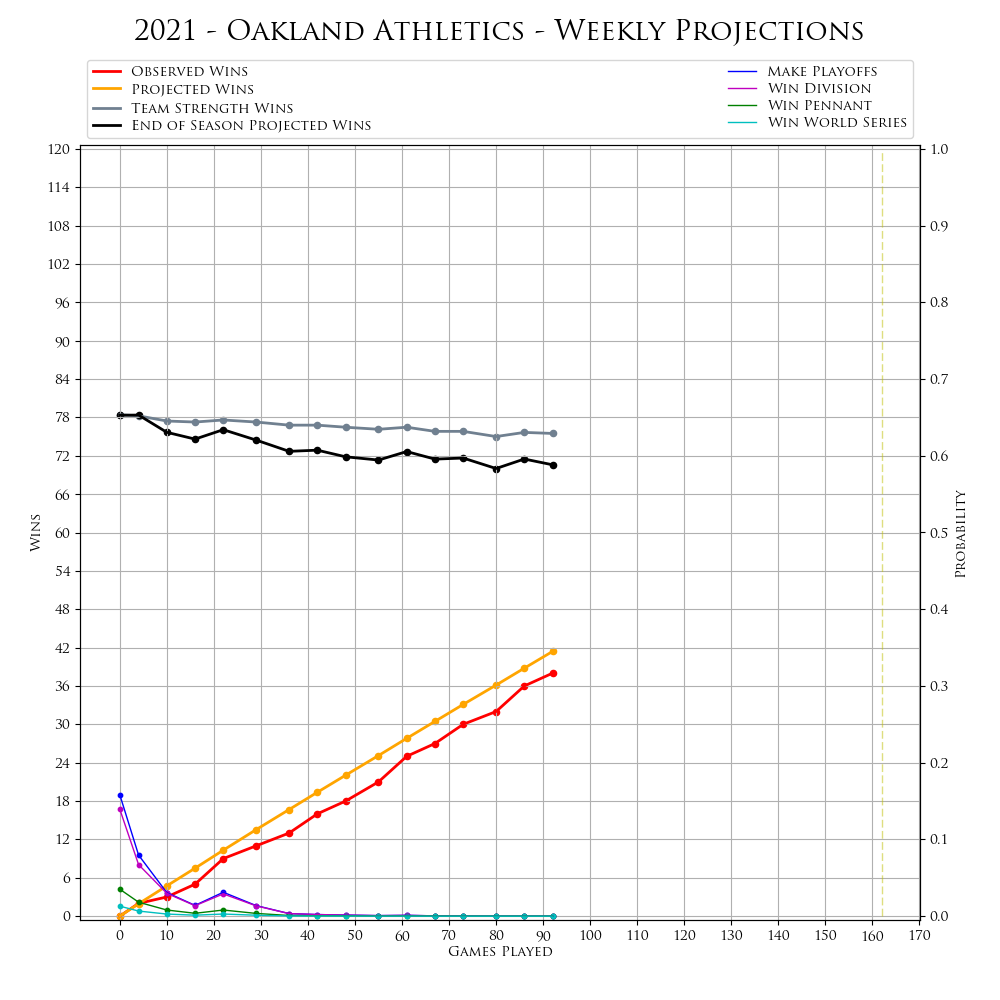 2021 - Oakland Athletics - Weekly Projections
Observed Wins
Projected Wins
Team Strength Wins
End of Season Projected Wins
Make Playoffs
Win Division
Win Pennant
Win World Series
120
114
108
102
96
90
84
78
72
66
60
54
48
42
36
30
24
18
12
6
0
Wins
1.0
0.9
0.8
0.7
0.6
0.5
0.4
0.3
0.2
0.1
0.0
Probability
0 10 20 30 40 50 60 70 80 90 100 110 120 130 140 150 160 170
Games Played